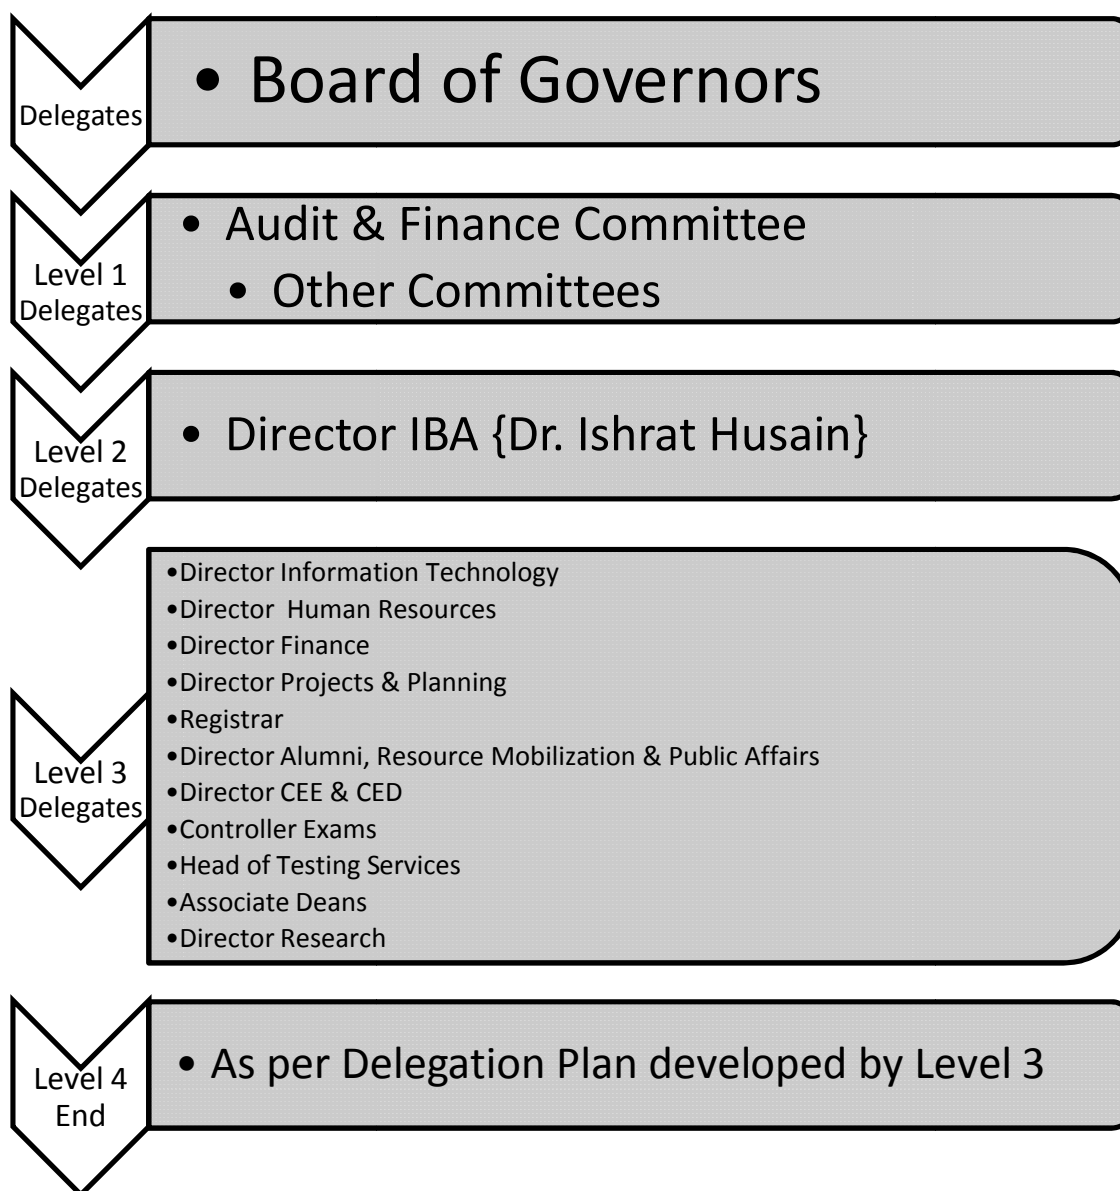 Delegates
• Board of Governors
Level 1
Delegates
• Audit & Finance Committee
• Other Committees
Level 2
Delegates
• Director IBA {Dr. Ishrat Husain}
Level 3
Delegates
•Director Information Technology
•Director  Human Resources
•Director Finance
•Director Projects & Planning
•Registrar
•Director Alumni, Resource Mobilization & Public Affairs
•Director CEE & CED
•Controller Exams
•Head of Testing Services
•Associate Deans
•Director Research
Level 4
End
• As per Delegation Plan developed by Level 3